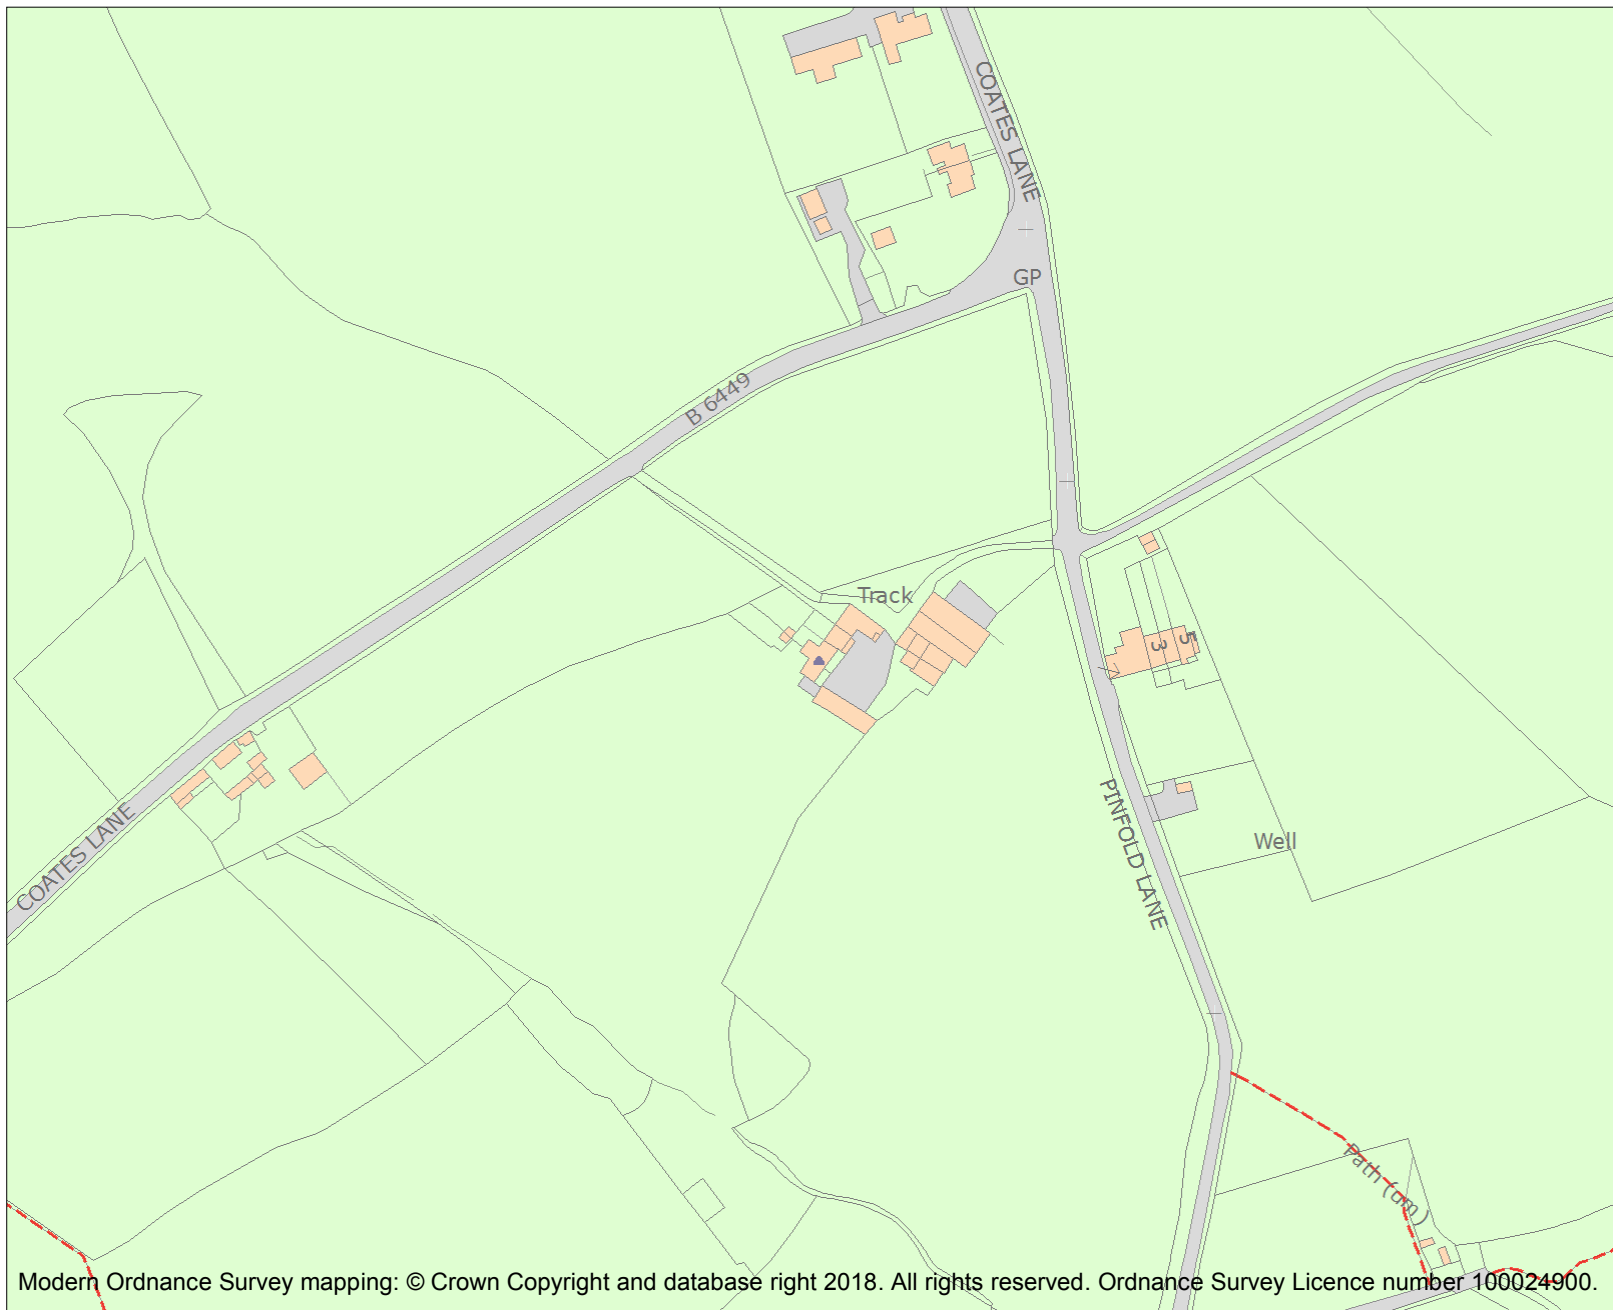 COATES LANE
GP
B 6449
Track
3
5
COATES LANE
PINFOLD LANE
Well
Path (um)
Modern Ordnance Survey mapping: © Crown Copyright and database right 2018. All rights reserved. Ordnance Survey Licence number 100024900.